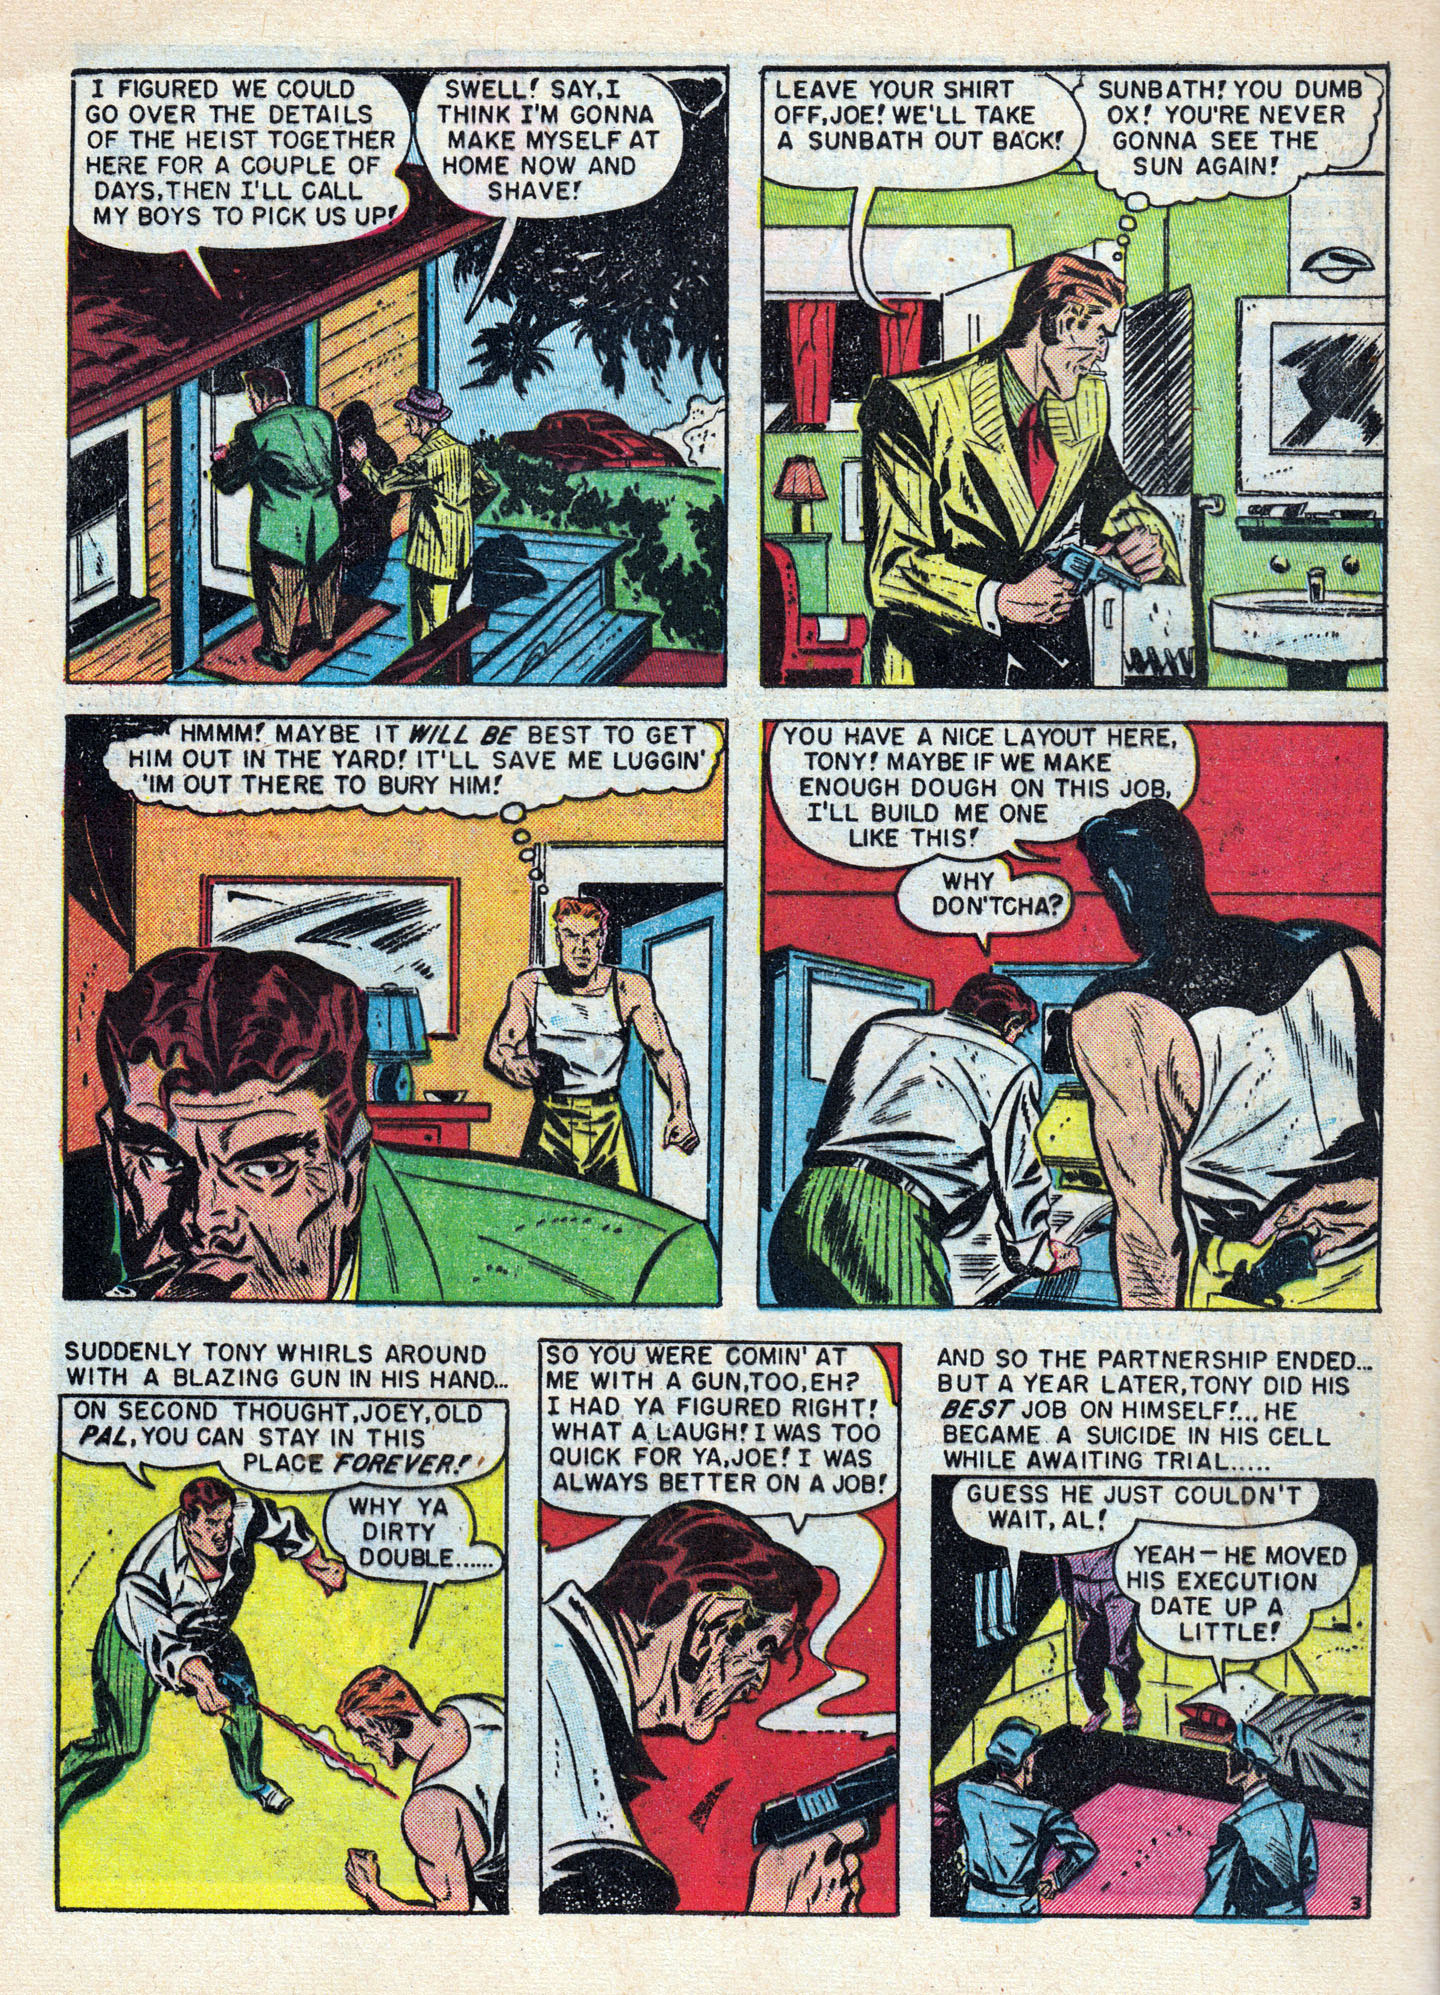 I FIGURED WE COULD
GO OVER THE DETAILS
OF THE HEIST TOGETHER
HERE FOR A COUPLE OF
DAYS, THEN I'LL CALL
MY BOYS TO PICK US UP!
SWELL! SAY, I
THINK I'M GONNA
MAKE MYSELF AT
HOME NOW AND
SHAVE!
LEAVE YOUR SHIRT
OFF, JOE! WE'LL TAKE
A SUNBATH OUT BACK!
SUNBATH! YOU DUMB
OX! YOU'RE NEVER
GONNA SEE THE
SUN AGAIN!
HMMM! MAYBE IT WILL BE BEST TO GET
HIM OUT IN THE YARD! IT'LL SAVE ME LUGGIN'
'IM OUT THERE TO BURY HIM!
YOU HAVE A NICE LAYOUT HERE,
TONY! MAYBE IF WE MAKE
ENOUGH DOUGH ON THIS JOB,
I'LL BUILD ME ONE
LIKE THIS!
WHY
DON'TCHA?
SUDDENLY TONY WHIRLS AROUND
WITH A BLAZING GUN IN HIS HAND...
ON SECOND THOUGHT, JOEY, OLD
PAL, YOU CAN STAY IN THIS
PLACE FOREVER!
WHY YA
DIRTY
DOUBLE......
SO YOU WERE COMIN' AT
ME WITH A GUN, TOO, EH?
I HAD YA FIGURED RIGHT!
WHAT A LAUGH! I WAS TOO
QUICK FOR YA, JOE! I WAS
ALWAYS BETTER ON A JOB!
AND SO THE PARTNERSHIP ENDED...
BUT A YEAR LATER, TONY DID HIS
BEST JOB ON HIMSELF!... HE
BECAME A SUICIDE IN HIS CELL
WHILE AWAITING TRIAL.....
GUESS HE JUST COULDN'T
WAIT, AL!
YEAH — HE MOVED
HIS EXECUTION
DATE UP A
LITTLE!
3